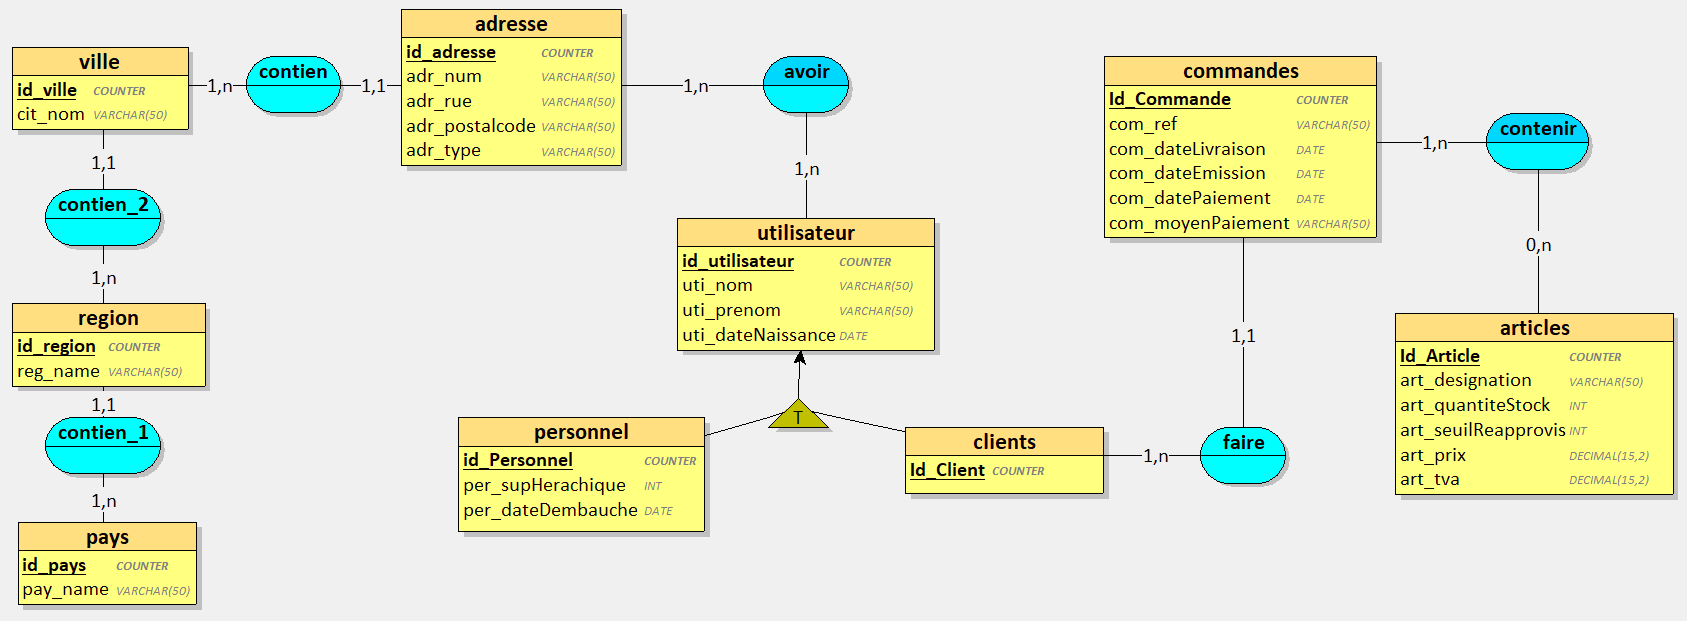 ville
id_ville COUNTER
cit_nom VARCHAR(50)
1,n
contien
1,1
adresse
id_adresse COUNTER
adr_num VARCHAR(50)
adr_rue VARCHAR(50)
adr_postalcode VARCHAR(50)
adr_type VARCHAR(50)
1,n
avoir
1,n
commandes
Id_Commande COUNTER
com_ref VARCHAR(50)
com_dateLivraison DATE
com_dateEmission DATE
com_datePaiement DATE
com_moyenPaiement VARCHAR(50)
1,n
contenir
0,n
1,1
contien_2
1,n
region
id_region COUNTER
reg_name VARCHAR(50)
1,1
contien_1
1,n
pays
id_pays COUNTER
pay_name VARCHAR(50)
utilisateur
id_utilisateur COUNTER
uti_nom VARCHAR(50)
uti_prenom VARCHAR(50)
uti_dateNaissance DATE
T
personnel
id_Personnel COUNTER
per_supHerachique INT
per_dateDembauche DATE
clients
Id_Client COUNTER
1,n
faire
1,1
articles
Id_Article COUNTER
art_designation VARCHAR(50)
art_quantiteStock INT
art_seuilReapprovis INT
art_prix DECIMAL(15,2)
art_tva DECIMAL(15,2)